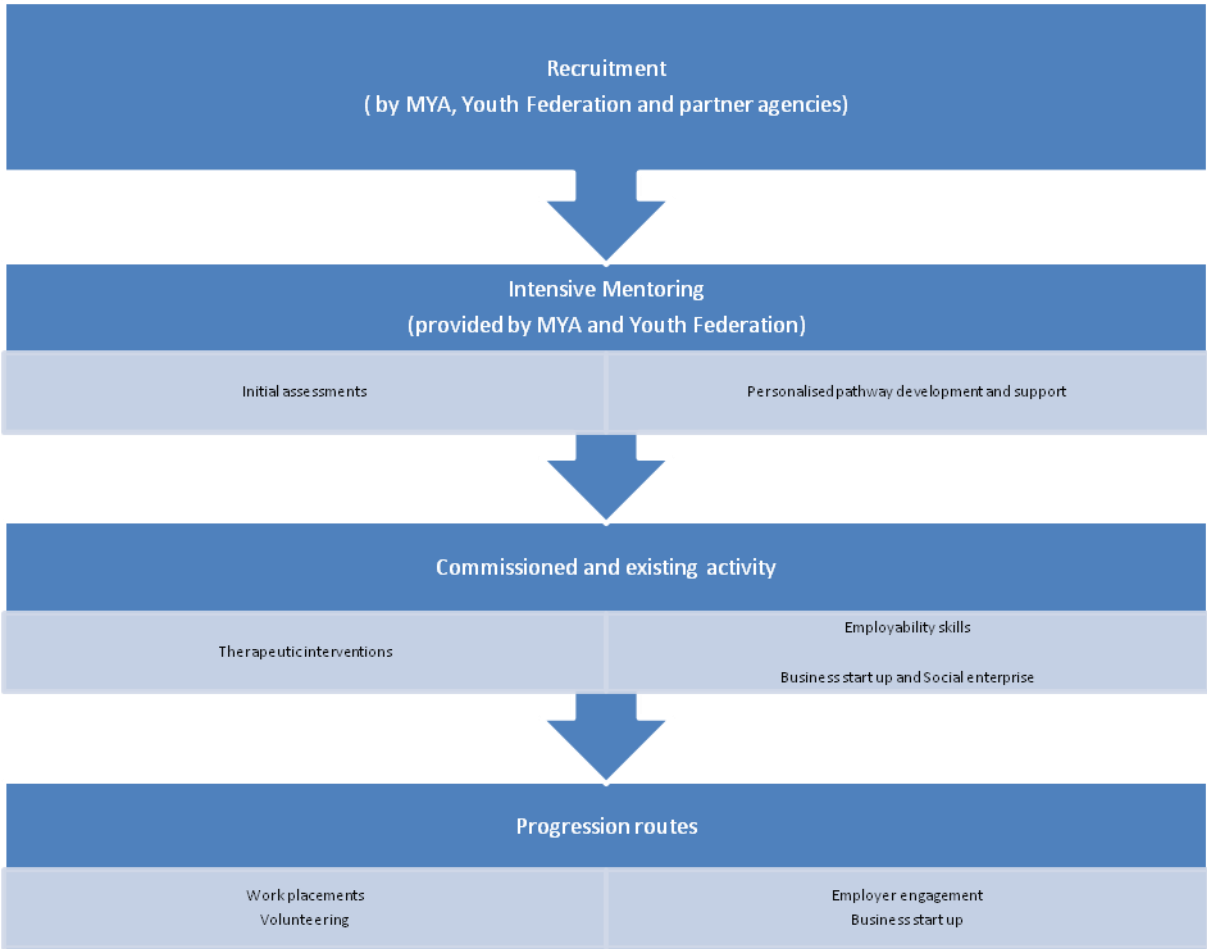 Recruitment
( by MYA, Youth Federation and partner agencies)
Intensive Mentoring
(provided by MYA and Youth Federation)
Initial assessments
Personalised pathway development and support
Commissioned and existing activity
Therapeutic interventions
Employability skills
Business start up and Social enterprise
Progression routes
Work placements
Volunteering
Employer engagement
Business start up